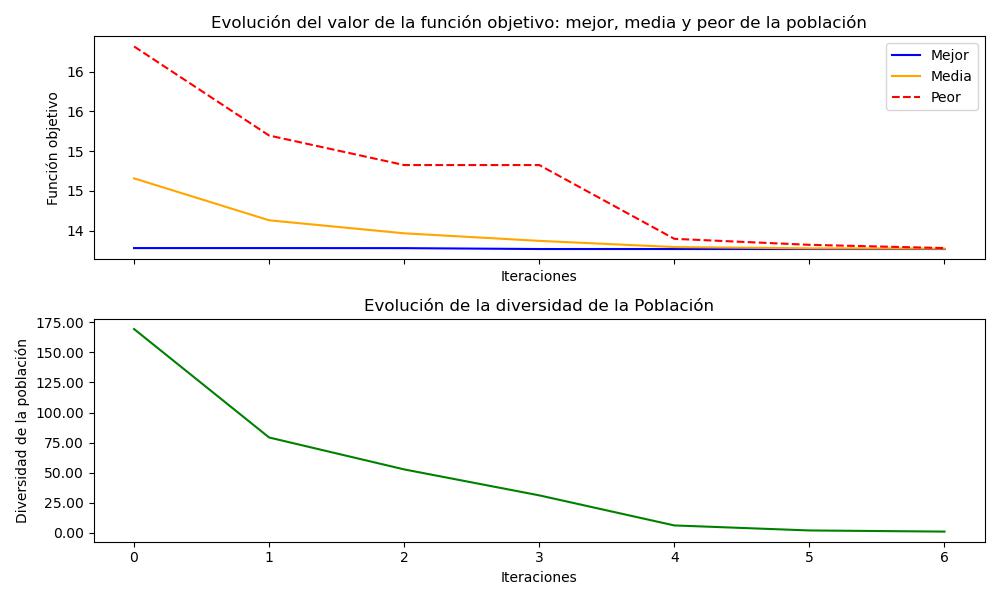 Evolución del valor de la función objetivo: mejor, media y peor de la población
Función objetivo
16
16
15
15
14
Mejor
Media
Peor
Iteraciones
Evolución de la diversidad de la Población
Diversidad de la población
175.00
150.00
125.00
100.00
75.00
50.00
25.00
0.00
0 1 2 3 4 5 6
Iteraciones